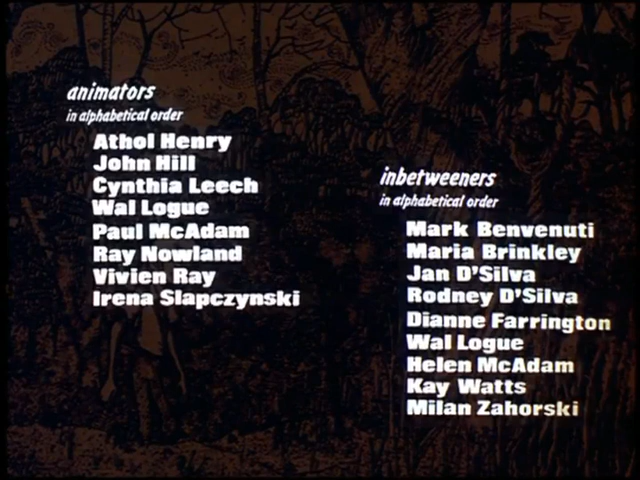 animators
in alphabetical order
Athol Henry
John Hill
Cynthia Leech
Wal Logue
Paul McAdam
Ray Nowland
Vivien Ray
Irena Slapczynski
inbetweeners
in alphabetical order
Mark Benvenuti
Maria Brinkley
Jan D'Silva
Rodney D'Silva
Dianne Farrington
Wal Logue
Helen McAdam
Kay Watts
Milan Zahorski